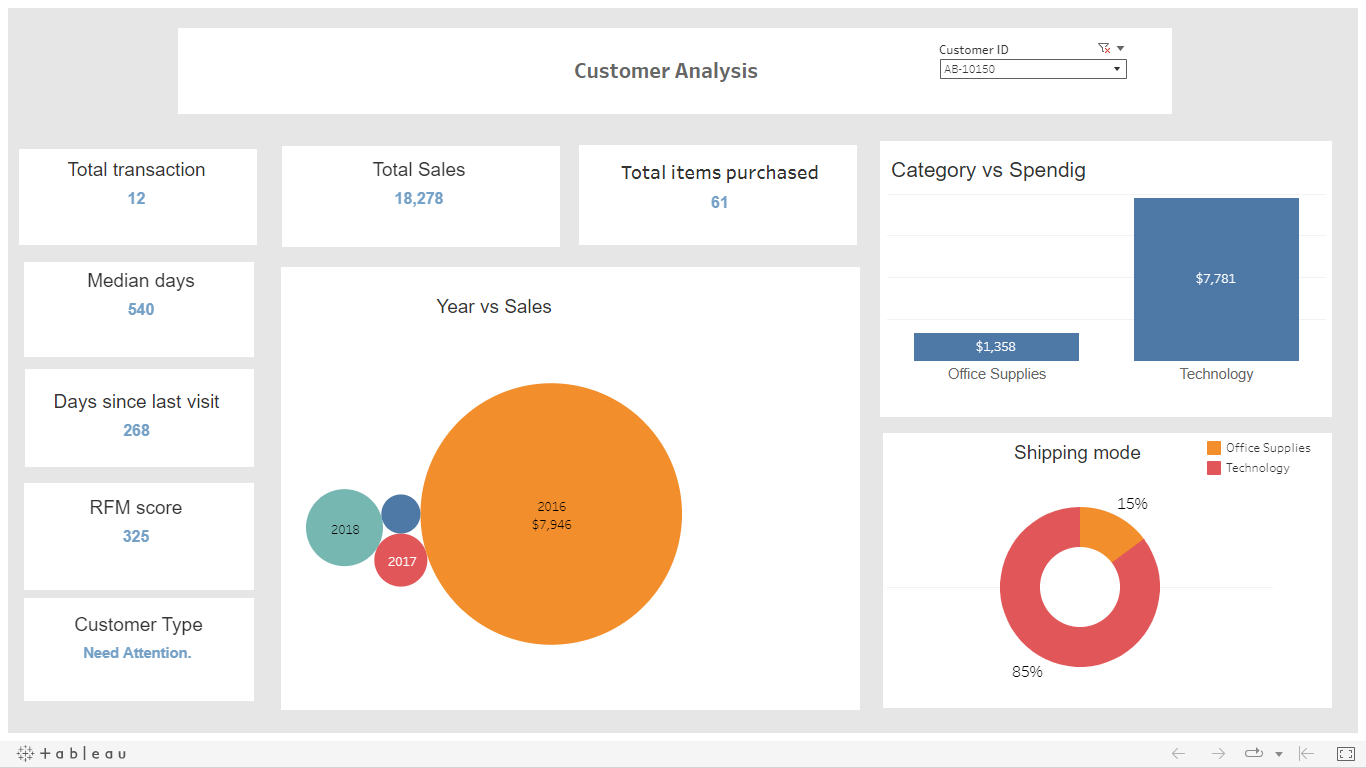 Customer Analysis
Customer ID
AB-10150
Total transaction
12
Total Sales
18,278
Total items purchased
61
Median days
540
Days since last visit
268
RFM score
325
Customer Type
Need Attention.
Year vs Sales
2016
$7,946
2018
2017
Category vs Spendig
$7,781
$1,358
Office Supplies
Technology
Shipping mode
Office Supplies
Technology
15%
85%
+ableau